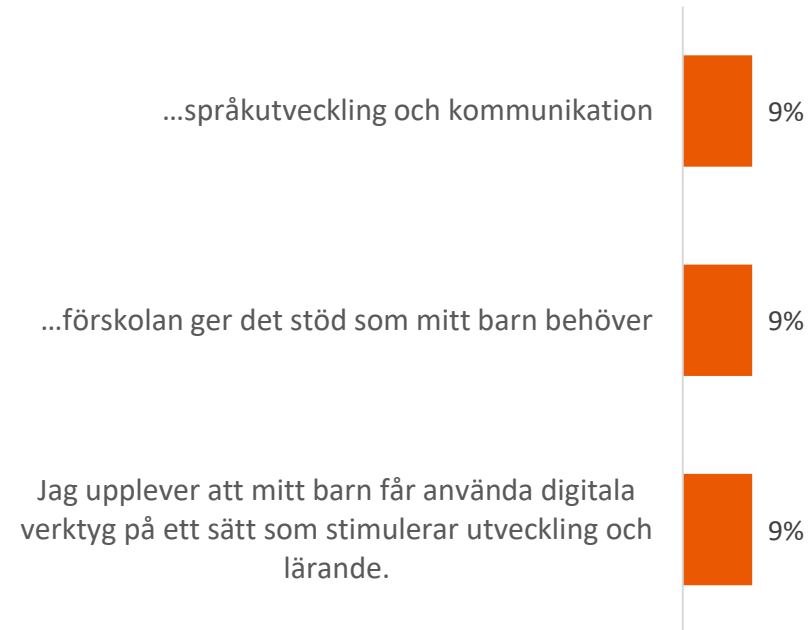 ...språkutveckling och kommunikation
9%
...förskolan ger det stöd som mitt barn behöver
9%
Jag upplever att mitt barn får använda digitala
verktyg på ett sätt som stimulerar utveckling och
lärande.
9%